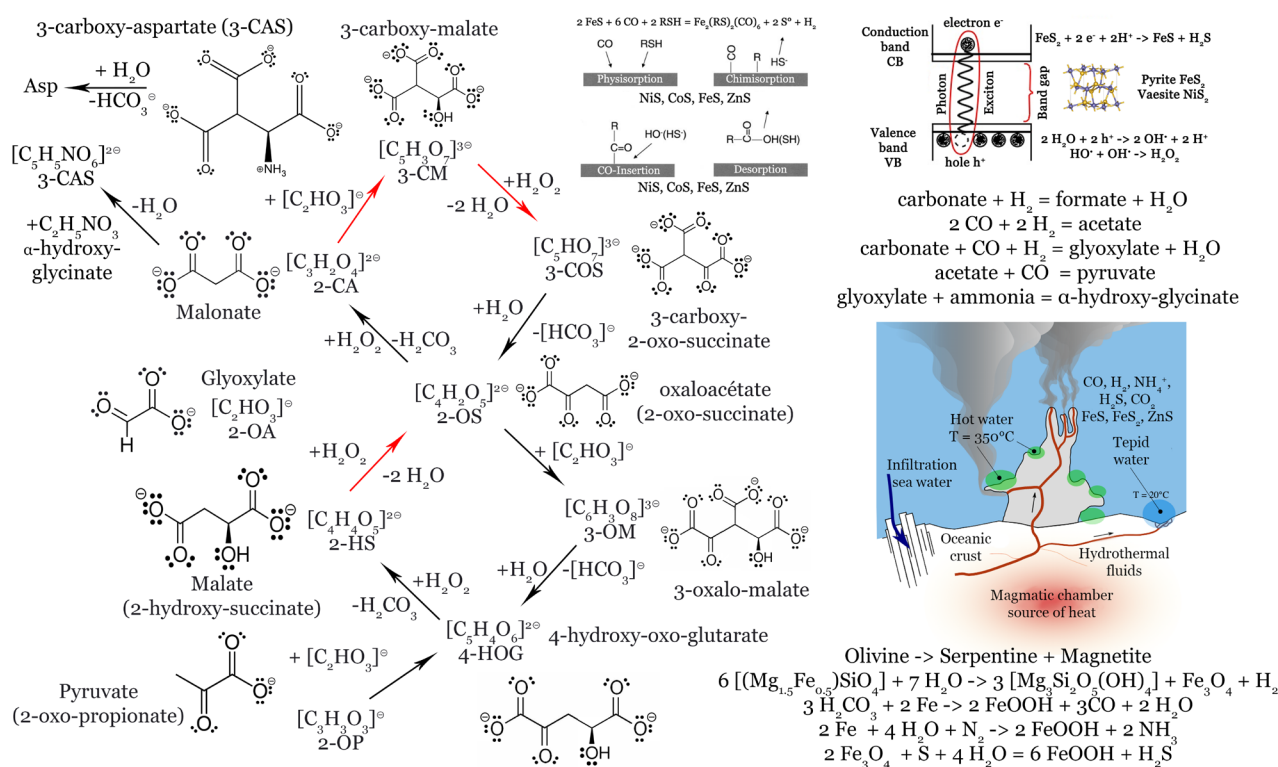 3-carboxy-aspartate (3-CAS)
Asp
+ H₂O
-HCO₃⊖
[C₅H₅NO₆]²⊖
3-CAS
+C₂H₅NO₃
α-hydroxy-
glycinate
-H₂O
Malonate
3-carboxy-malate
[C₅H₃O₇]³⊖
3-CM
+ [C₂HO₃]⊖
[C₃H₂O₄]²⊖
2-CA
+H₂O₂
-2 H₂O
[C₅HO₇]³⊖
3-COS
3-carboxy-
2-oxo-succinate
+H₂O
-[HCO₃]⊖
+H₂O₂
-H₂CO₃
[C₄H₂O₅]²⊖
2-OS
oxaloacétate
(2-oxo-succinate)
Glyoxylate
[C₂HO₃]⊖
2-OA
+H₂O₂
-2 H₂O
+ [C₂HO₃]⊖
[C₄H₄O₅]²⊖
2-HS
Malate
(2-hydroxy-succinate)
[C₆H₃O₈]³⊖
3-OM
3-oxalo-malate
+H₂O
-[HCO₃]⊖
+H₂O₂
-H₂CO₃
[C₅H₄O₆]²⊖
4-HOG
4-hydroxy-oxo-glutarate
Pyruvate
(2-oxo-propionate)
+ [C₂HO₃]⊖
[C₃H₃O₃]⊖
2-OP
2 FeS + 6 CO + 2 RSH = Fe₂(RS)₂(CO)₆ + 2 S° + H₂
CO
RSH
Physisorption
CO
R
HS⁻
Chimisorption
NiS, CoS, FeS, ZnS
R
C=O
HO⁻(HS⁻)
CO-Insertion
O
R—C—OH(SH)
Desorption
NiS, CoS, FeS, ZnS
electron e⁻
Conduction
band
CB
Photon
Exciton
Band gap
Valence
band
VB
hole h⁺
FeS₂ + 2 e⁻ + 2H⁺ -> FeS + H₂S
Pyrite FeS₂
Vaesite NiS₂
2 H₂O + 2 h⁺ -> 2 OH• + 2 H⁺
HO• + OH• -> H₂O₂
carbonate + H₂ = formate + H₂O
2 CO + 2 H₂ = acetate
carbonate + CO + H₂ = glyoxylate + H₂O
acetate + CO = pyruvate
glyoxylate + ammonia = α-hydroxy-glycinate
CO, H₂, NH₄⁺,
H₂S, CO₂
FeS, FeS₂, ZnS
Hot water
T = 350°C
Tepid
water
T = 20°C
Infiltration
sea water
Oceanic
crust
Hydrothermal
fluids
Magmatic chamber
source of heat
Olivine -> Serpentine + Magnetite
6 [(Mg₁.₅Fe₀.₅)SiO₄] + 7 H₂O -> 3 [Mg₃Si₂O₅(OH)₄] + Fe₃O₄ + H₂
3 H₂CO₃ + 2 Fe -> 2 FeOOH + 3CO + 2 H₂O
2 Fe + 4 H₂O + N₂ -> 2 FeOOH + 2 NH₃
2 Fe₃O₄ + S + 4 H₂O = 6 FeOOH + H₂S